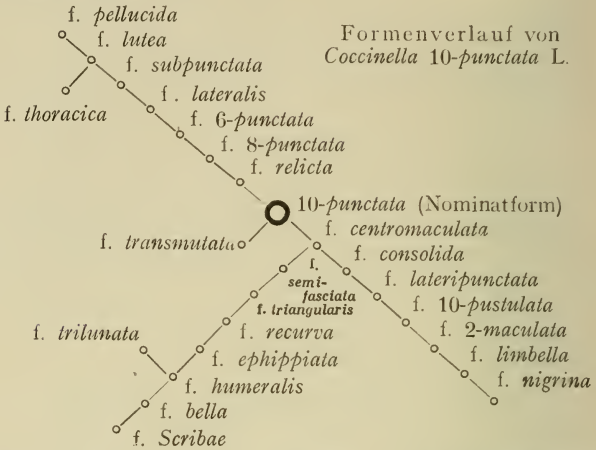 f. pellucida
f. lutea
f. subpunctata
f. lateralis
f. thoracica
f. 6-punctata
f. 8-punctata
f. relicta
Formenverlauf von
Coccinella 10-punctata L.
10-punctata (Nominatform)
f. transmutata
f. centromaculata
f. consolida
f. lateripunctata
f. 10-pustulata
f. 2-maculata
f. limbella
f. nigrina
f.
semi-
fasciata
f. triangularis
f. recurva
f. trilunata
f. ephippiata
f. humeralis
f. bella
f. Scribae